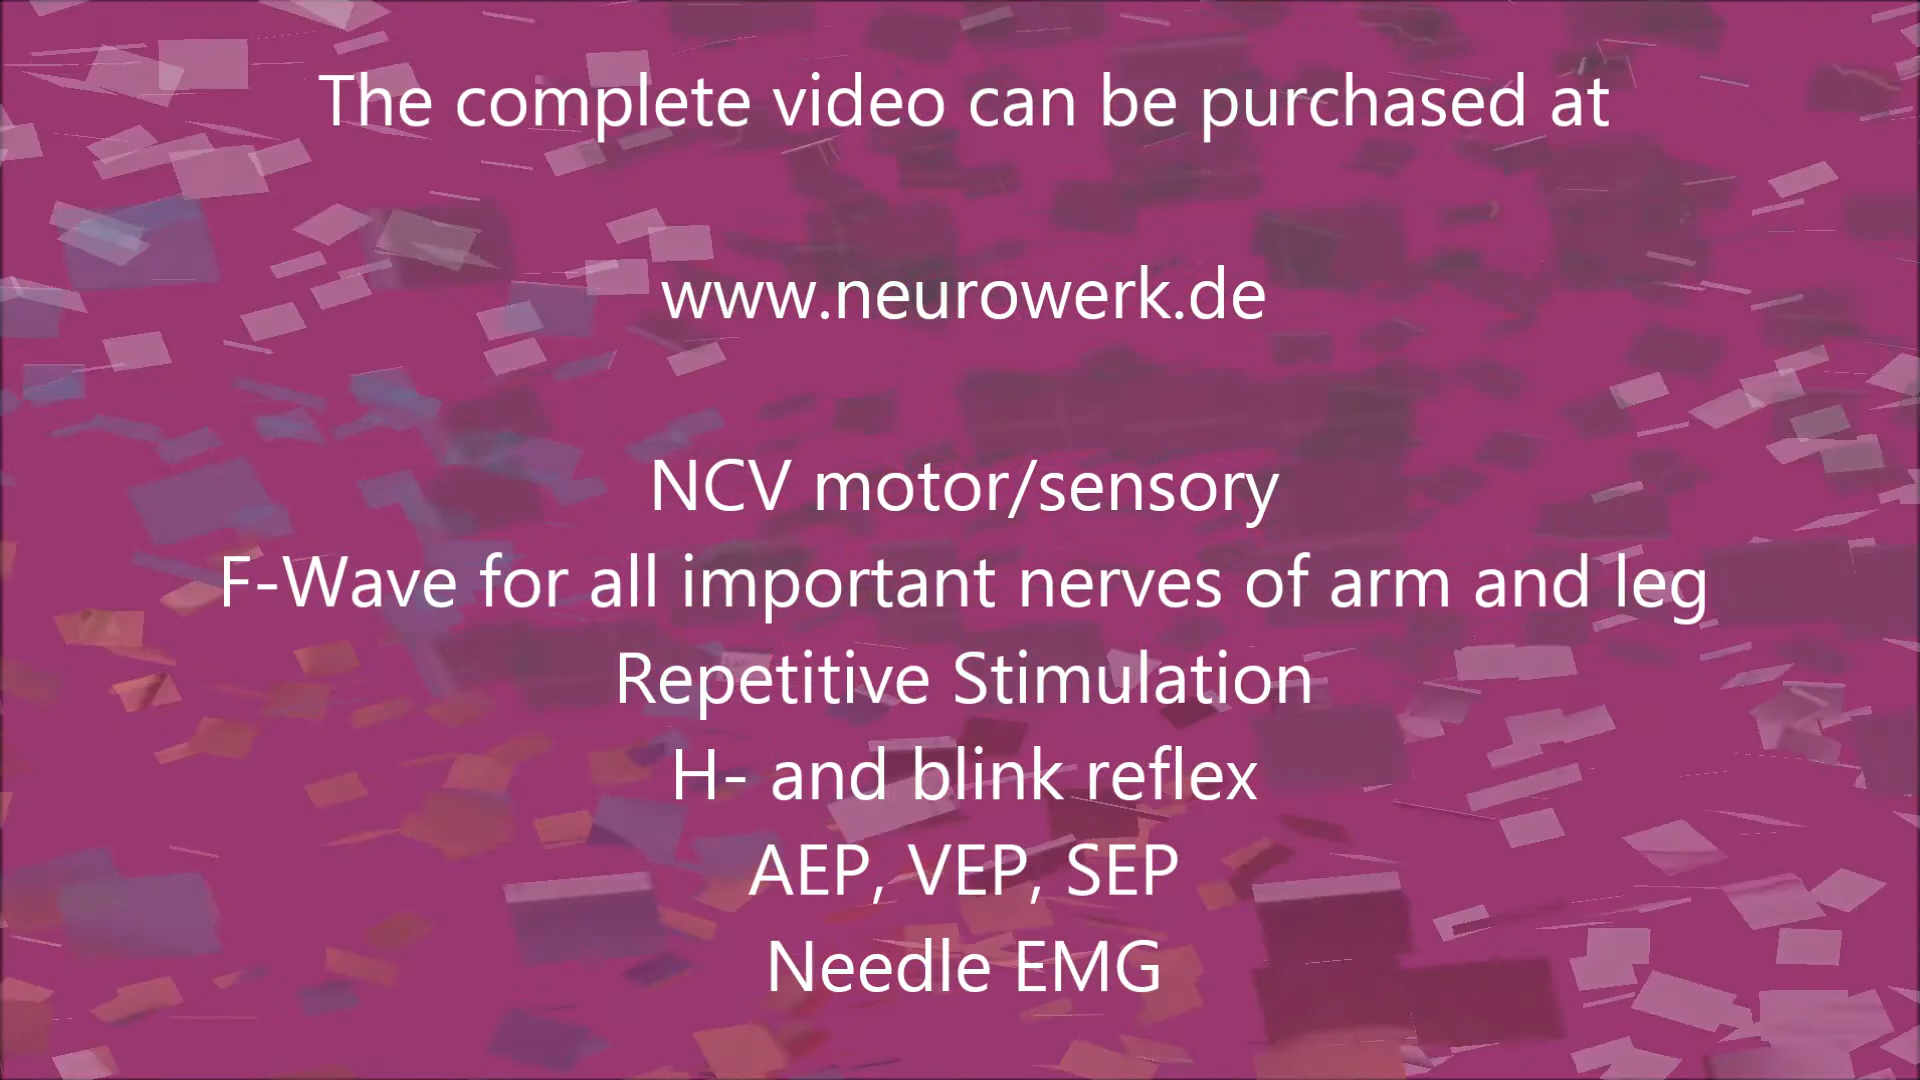 The complete video can be purchased at
www.neurowerk.de
NCV motor/sensory
F-Wave for all important nerves of arm and leg
Repetitive Stimulation
H- and blink reflex
AEP, VEP, SEP
Needle EMG